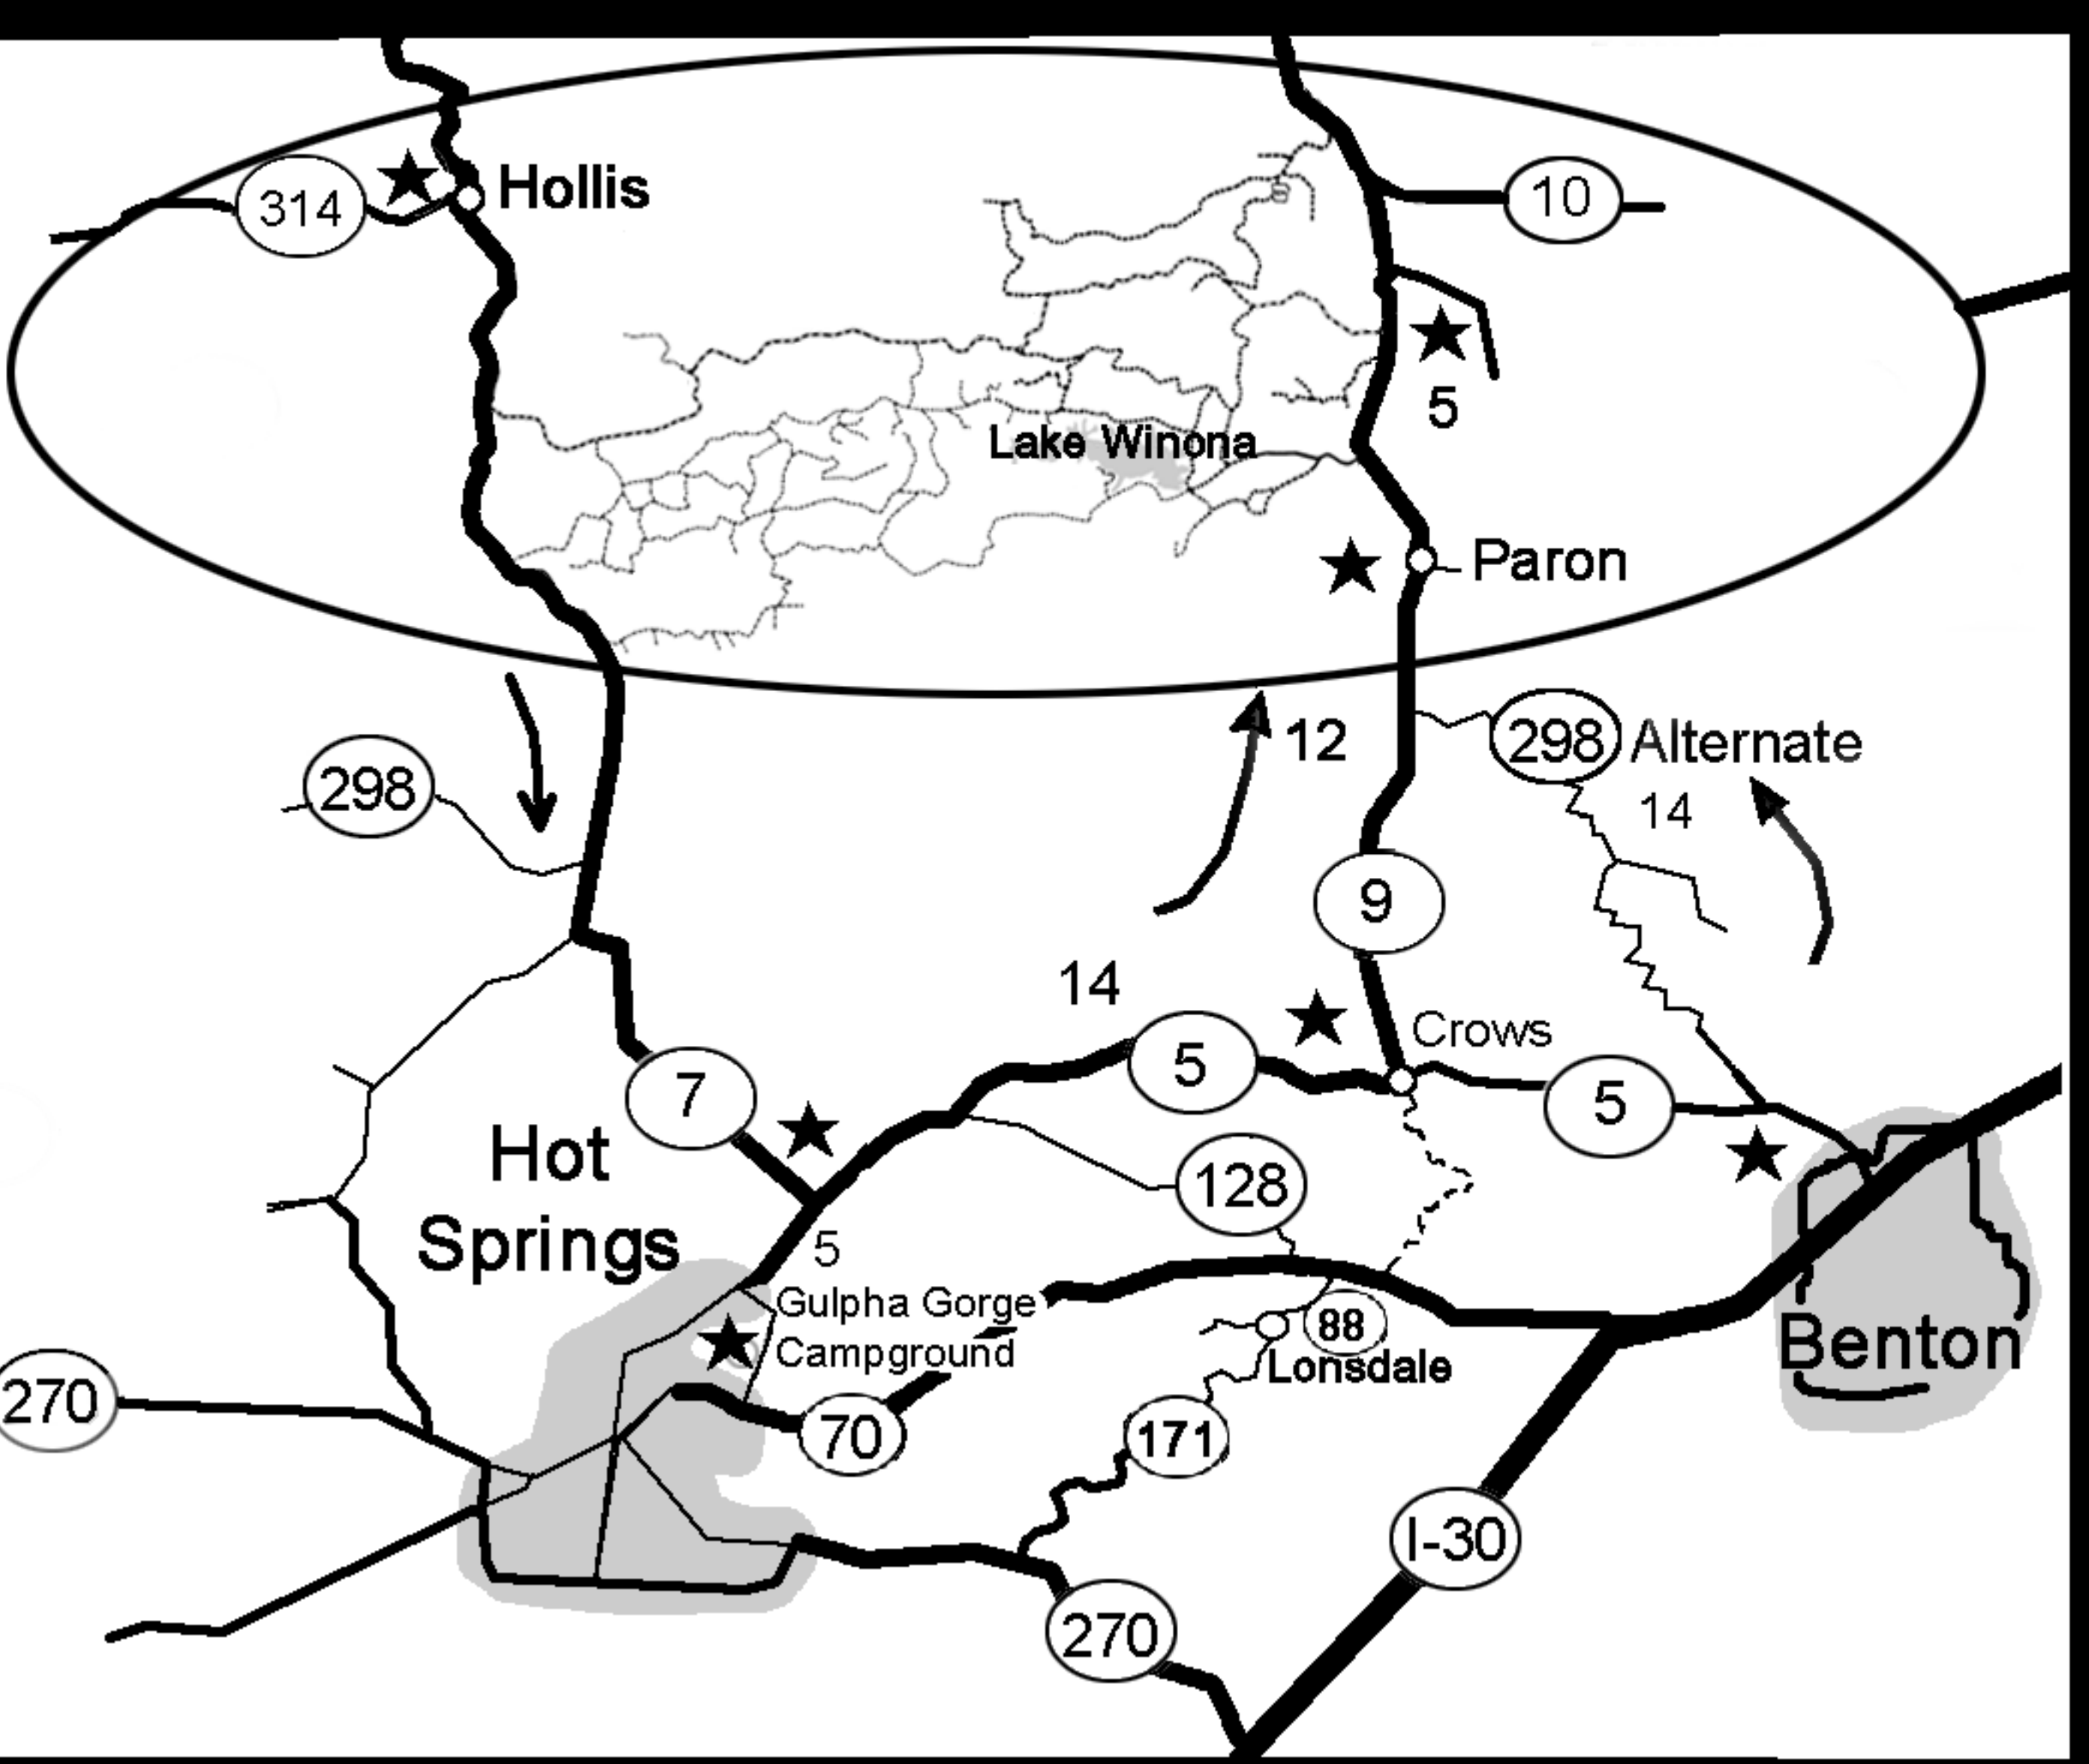 314
Hollis
10
5
Lake Winona
Paron
298
12
298 Alternate
14
9
14
5
Crows
5
7
Hot
Springs
128
5
Gulpha Gorge
Campground
88
Lonsdale
Benton
270
70
171
I-30
270